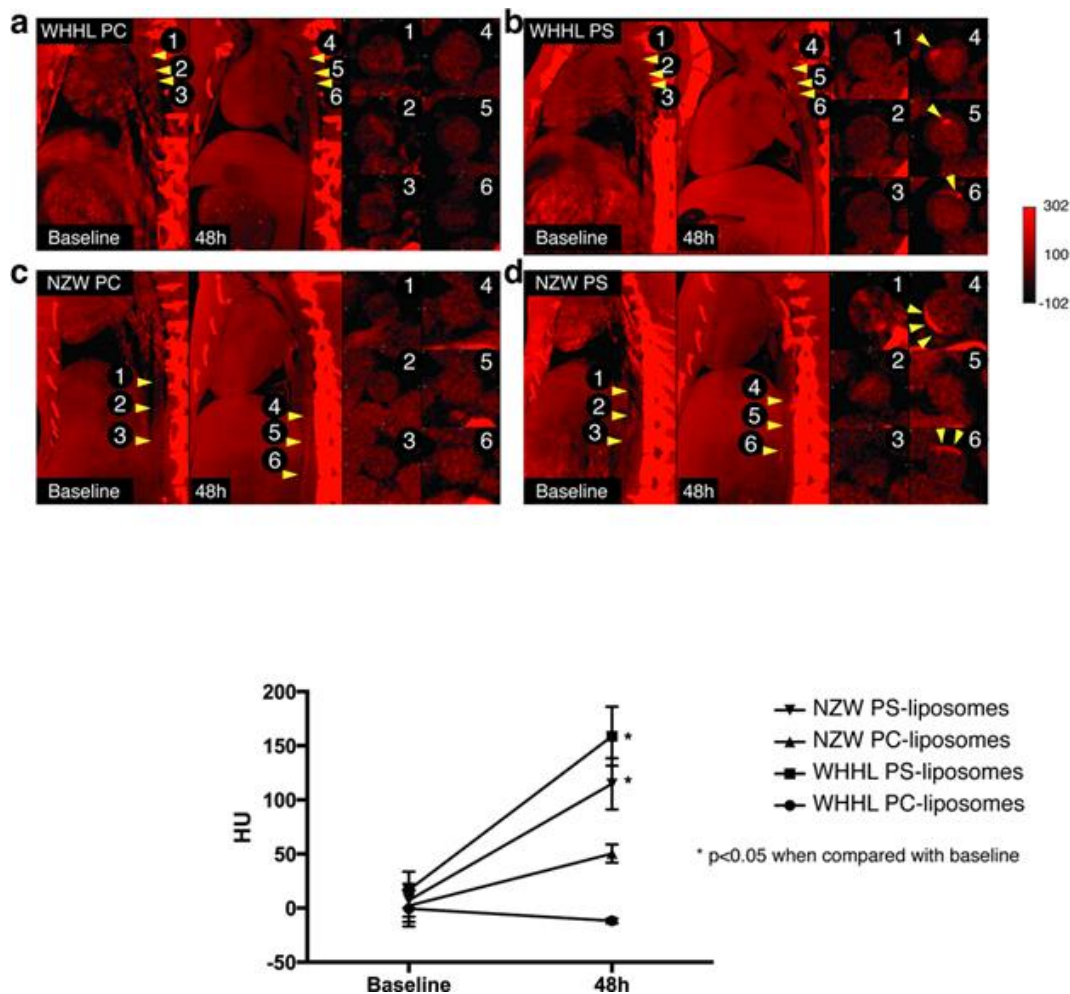 a
WHHL PC
1
2
3
4
5
6
1
4
2
5
3
6
Baseline
48h
b
WHHL PS
1
2
3
4
5
6
1
4
2
5
3
6
Baseline
48h
302
100
-102
c
NZW PC
1
2
3
4
5
6
1
4
2
5
3
6
Baseline
48h
d
NZW PS
1
2
3
4
5
6
1
4
2
5
3
6
Baseline
48h
200
150
100
50
0
-50
HU
*
*
Baseline
48h
NZW PS-liposomes
NZW PC-liposomes
WHHL PS-liposomes
WHHL PC-liposomes
* p<0.05 when compared with baseline